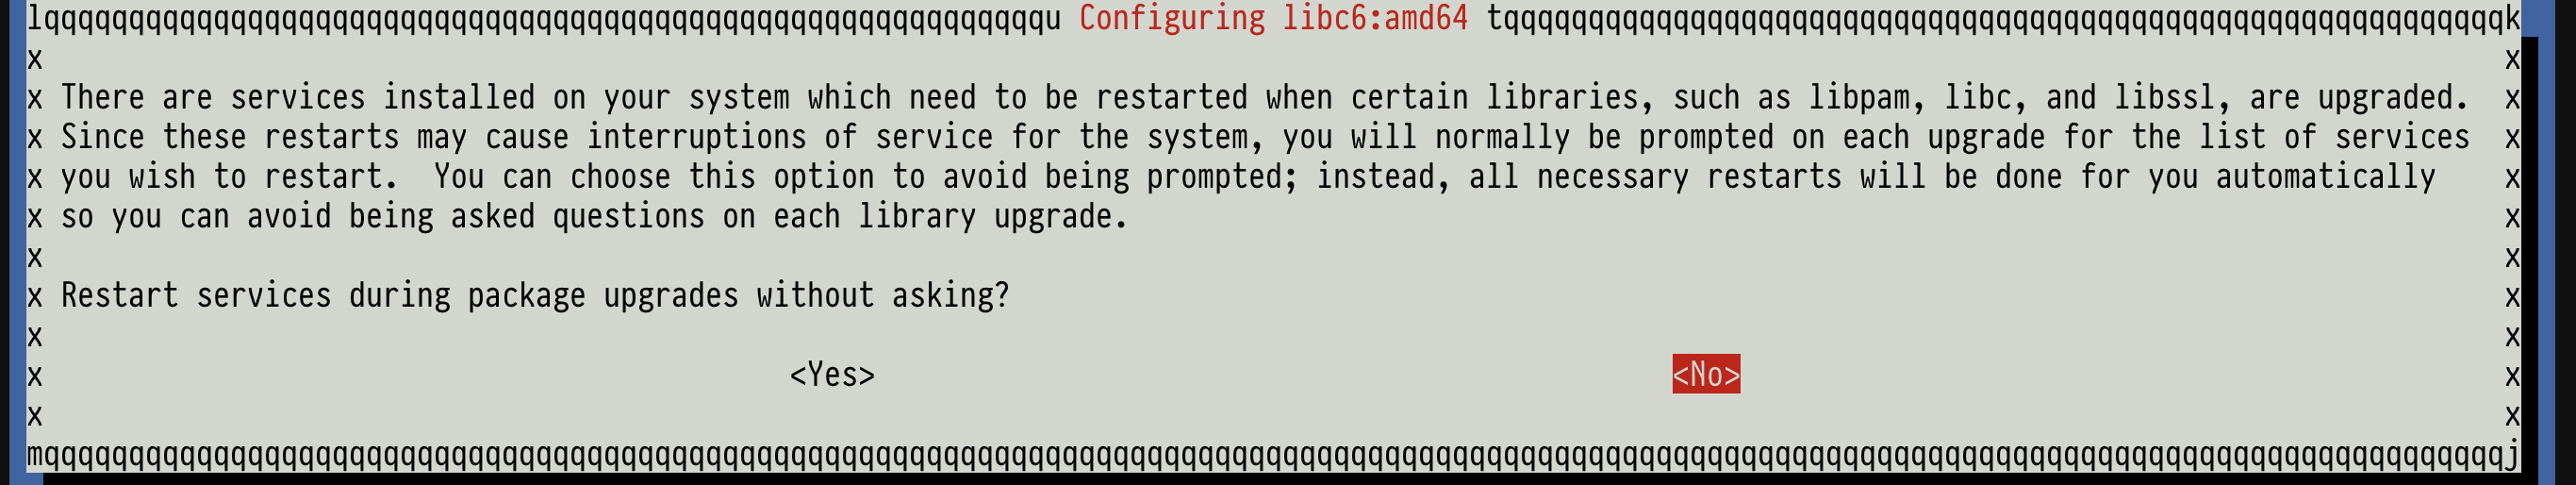 lqqqqqqqqqqqqqqqqqqqqqqqqqqqqqqqqqqqqqqqqqqqqqqqqqqqqqqqqqqqqu Configuring libc6:amd64 tqqqqqqqqqqqqqqqqqqqqqqqqqqqqqqqqqqqqqqqqqqqqqqqqqqqqqqqqqqqk
x x
x There are services installed on your system which need to be restarted when certain libraries, such as libpam, libc, and libssl, are upgraded. x
x Since these restarts may cause interruptions of service for the system, you will normally be prompted on each upgrade for the list of services x
x you wish to restart.  You can choose this option to avoid being prompted; instead, all necessary restarts will be done for you automatically x
x so you can avoid being asked questions on each library upgrade. x
x x
x Restart services during package upgrades without asking? x
x x
x <Yes> <No> x
x x
mqqqqqqqqqqqqqqqqqqqqqqqqqqqqqqqqqqqqqqqqqqqqqqqqqqqqqqqqqqqqqqqqqqqqqqqqqqqqqqqqqqqqqqqqqqqqqqqqqqqqqqqqqqqqqqqqqqqqqqqqqqqqqqqqqqqqqqqqqqqqqj